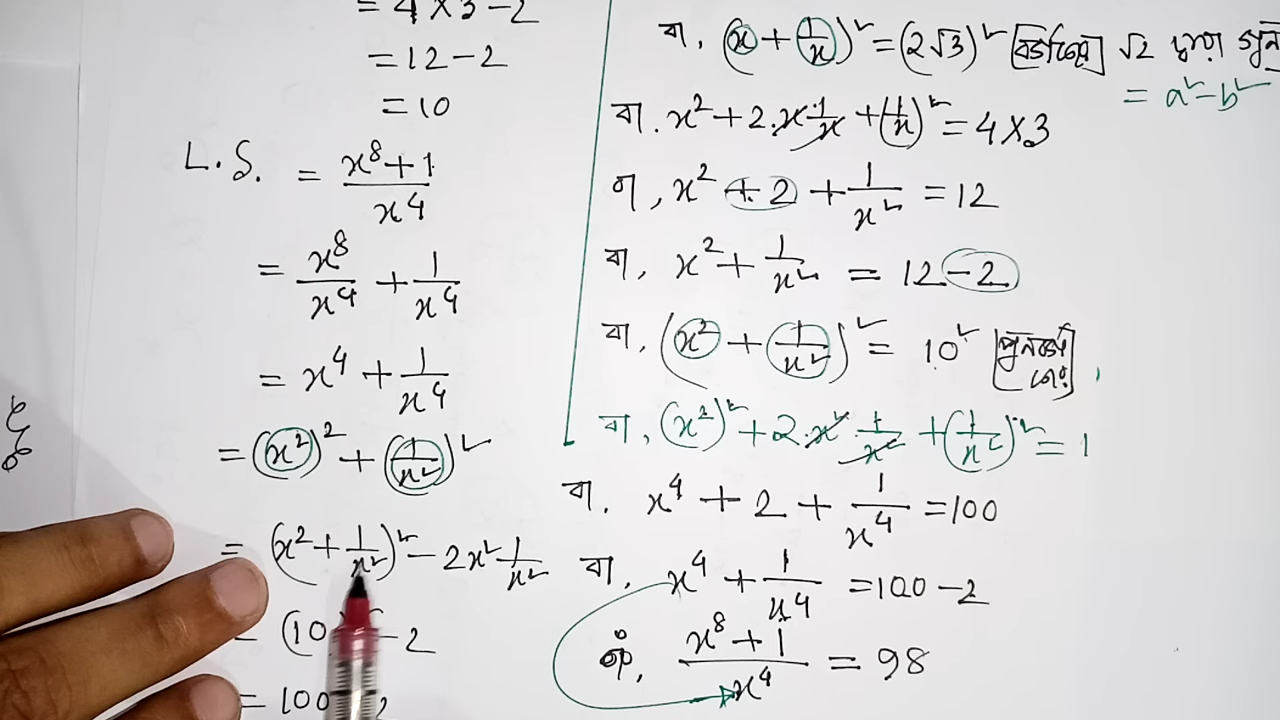 = 4 × 3 − 2
= 12 − 2
= 10
L.S. = (x⁸ + 1)/x⁴
= x⁸/x⁴ + 1/x⁴
= x⁴ + 1/x⁴
= (x²)² + (1/x²)²
= (x² + 1/x²)² − 2x² 1/x²
= (10)² − 2
= 100 2
বা, (x + 1/x)² = (2√3)² [বর্গ করে] √2 দ্বারা গুন
= a² − b²
বা. x² + 2.x.1/x + (1/x)² = 4 × 3
বা, x² + 2 + 1/x² = 12
বা, x² + 1/x² = 12 − 2
বা, (x² + 1/x²)² = 10²
বা, (x²)² + 2.x².1/x² + (1/x²)² = 1
বা. x⁴ + 2 + 1/x⁴ = 100
বা, x⁴ + 1/x⁴ = 100 − 2
∴ (x⁸ + 1)/x⁴ = 98